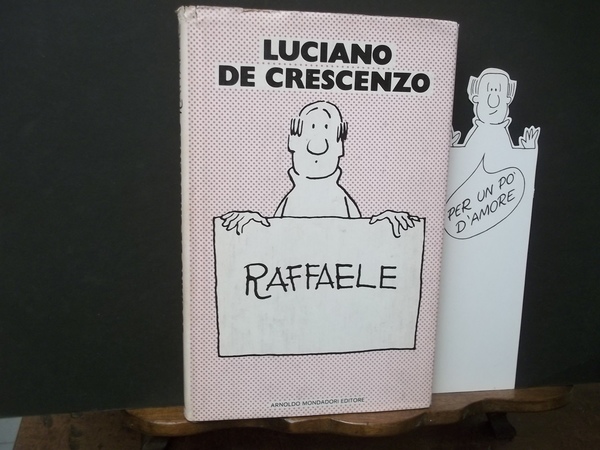 LUCIANO
DE CRESCENZO
RAFFAELE
ARNOLDO MONDADORI EDITORE
PER UN PO'
D'AMORE